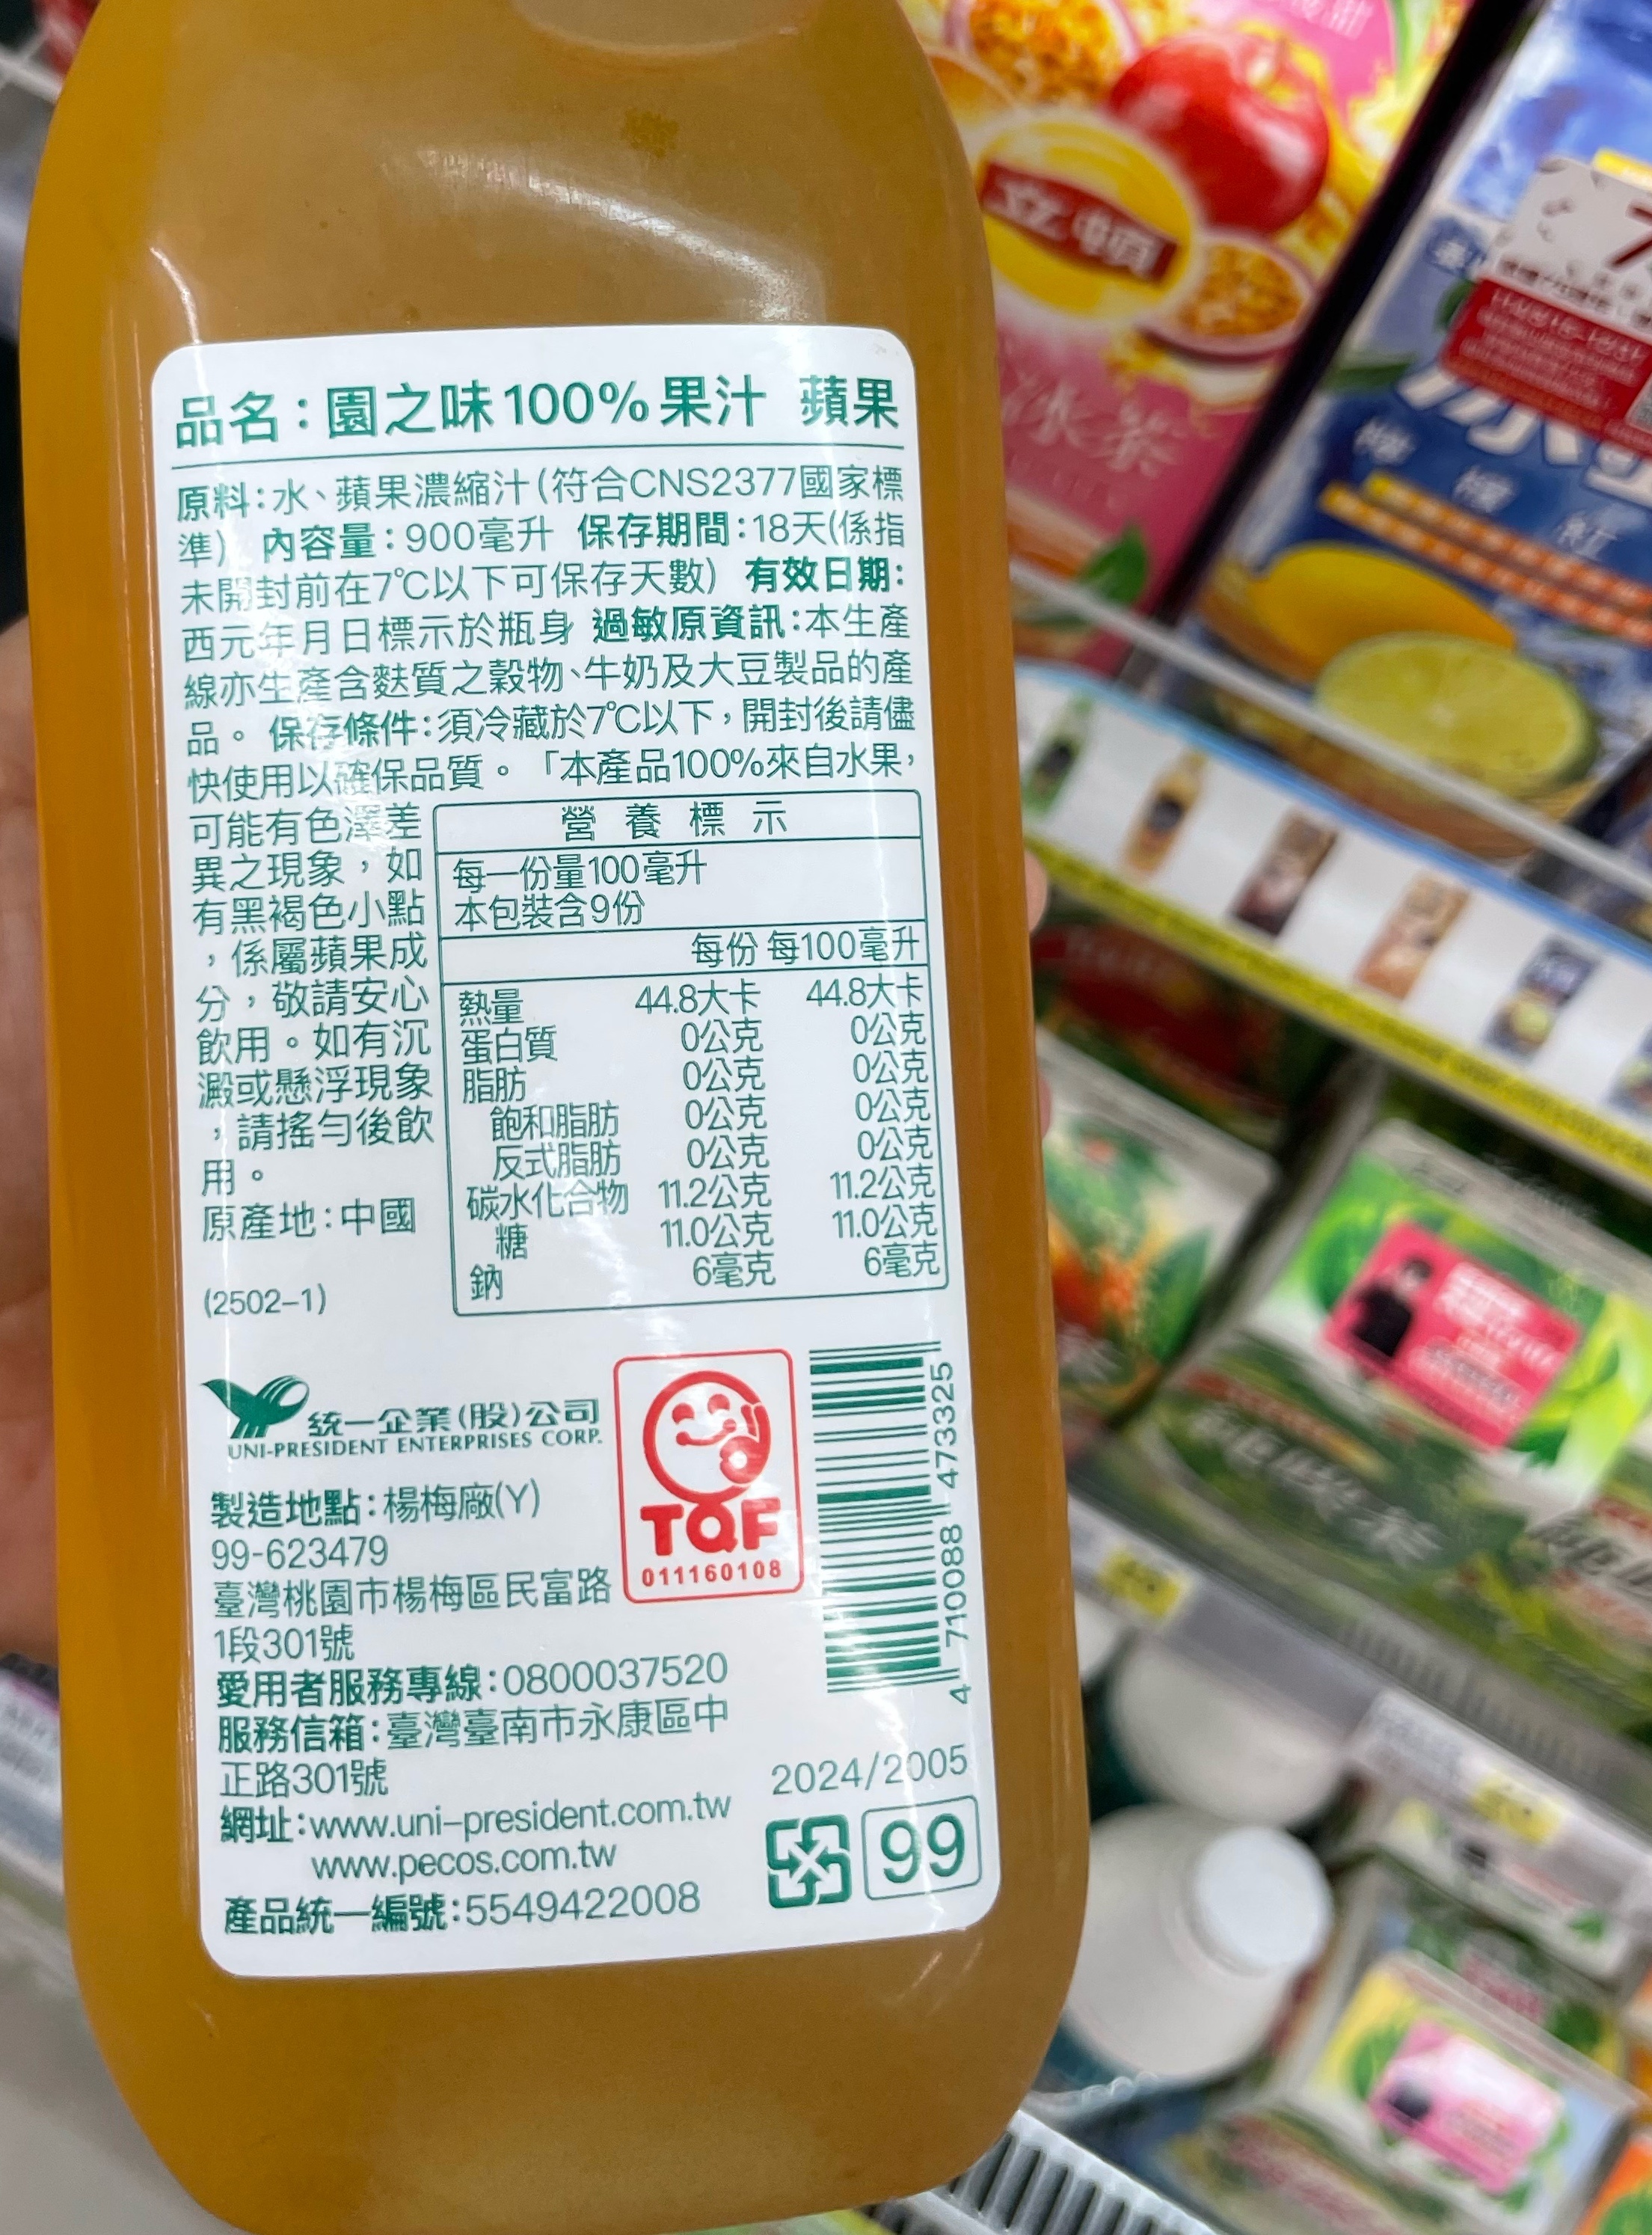 品名：園之味100%果汁 蘋果
原料：水、蘋果濃縮汁(符合CNS2377國家標
準) 內容量：900毫升 保存期間：18天(係指
未開封前在7℃以下可保存天數) 有效日期：
西元年月日標示於瓶身 過敏原資訊：本生產
線亦生產含麩質之穀物、牛奶及大豆製品的產
品。保存條件：須冷藏於7℃以下，開封後請儘
快使用以確保品質。「本產品100%來自水果，
可能有色澤差
異之現象，如
有黑褐色小點
，係屬蘋果成
分，敬請安心
飲用。如有沉
澱或懸浮現象
，請搖勻後飲
用。
原產地：中國
(2502-1)
營養標示
每一份量100毫升
本包裝含9份
每份 每100毫升
熱量 44.8大卡 44.8大卡
蛋白質 0公克 0公克
脂肪 0公克 0公克
飽和脂肪 0公克 0公克
反式脂肪 0公克 0公克
碳水化合物 11.2公克 11.2公克
糖 11.0公克 11.0公克
鈉 6毫克 6毫克
統一企業(股)公司
UNI-PRESIDENT ENTERPRISES CORP.
TQF
011160108
4 710088 473325
製造地點：楊梅廠(Y)
99-623479
臺灣桃園市楊梅區民富路
1段301號
愛用者服務專線：0800037520
服務信箱：臺灣臺南市永康區中
正路301號
網址：www.uni-president.com.tw
www.pecos.com.tw
產品統一編號：5549422008
2024/2005
99
立頓
冰茶